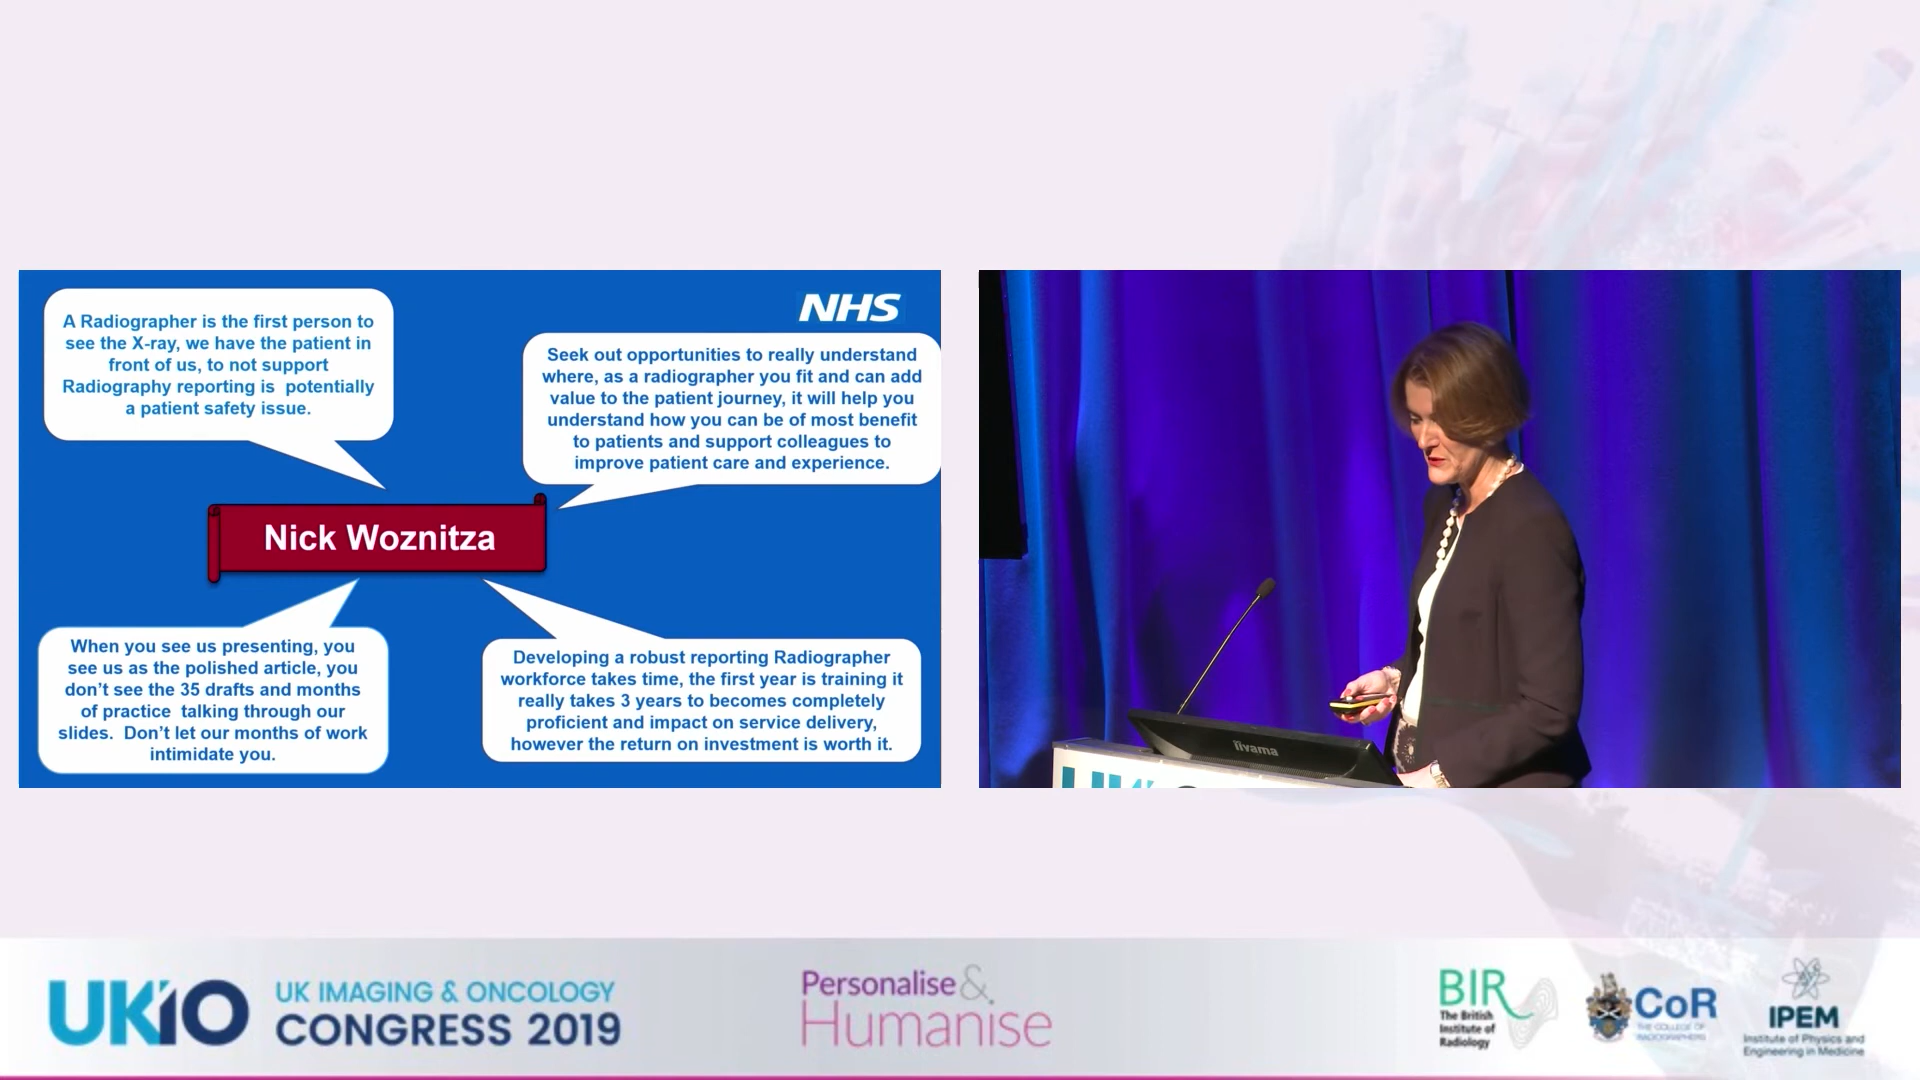 NHS
A Radiographer is the first person to
see the X-ray, we have the patient in
front of us, to not support
Radiography reporting is potentially
a patient safety issue.
Seek out opportunities to really understand
where, as a radiographer you fit and can add
value to the patient journey, it will help you
understand how you can be of most benefit
to patients and support colleagues to
improve patient care and experience.
Nick Woznitza
When you see us presenting, you
see us as the polished article, you
don't see the 35 drafts and months
of practice talking through our
slides. Don't let our months of work
intimidate you.
Developing a robust reporting Radiographer
workforce takes time, the first year is training it
really takes 3 years to becomes completely
proficient and impact on service delivery,
however the return on investment is worth it.
iiyama
UKiO
UK IMAGING & ONCOLOGY
CONGRESS 2019
Personalise &
Humanise
BIR
The British
Institute of
Radiology
CoR
THE COLLEGE OF
RADIOGRAPHERS
IPEM
Institute of Physics and
Engineering in Medicine